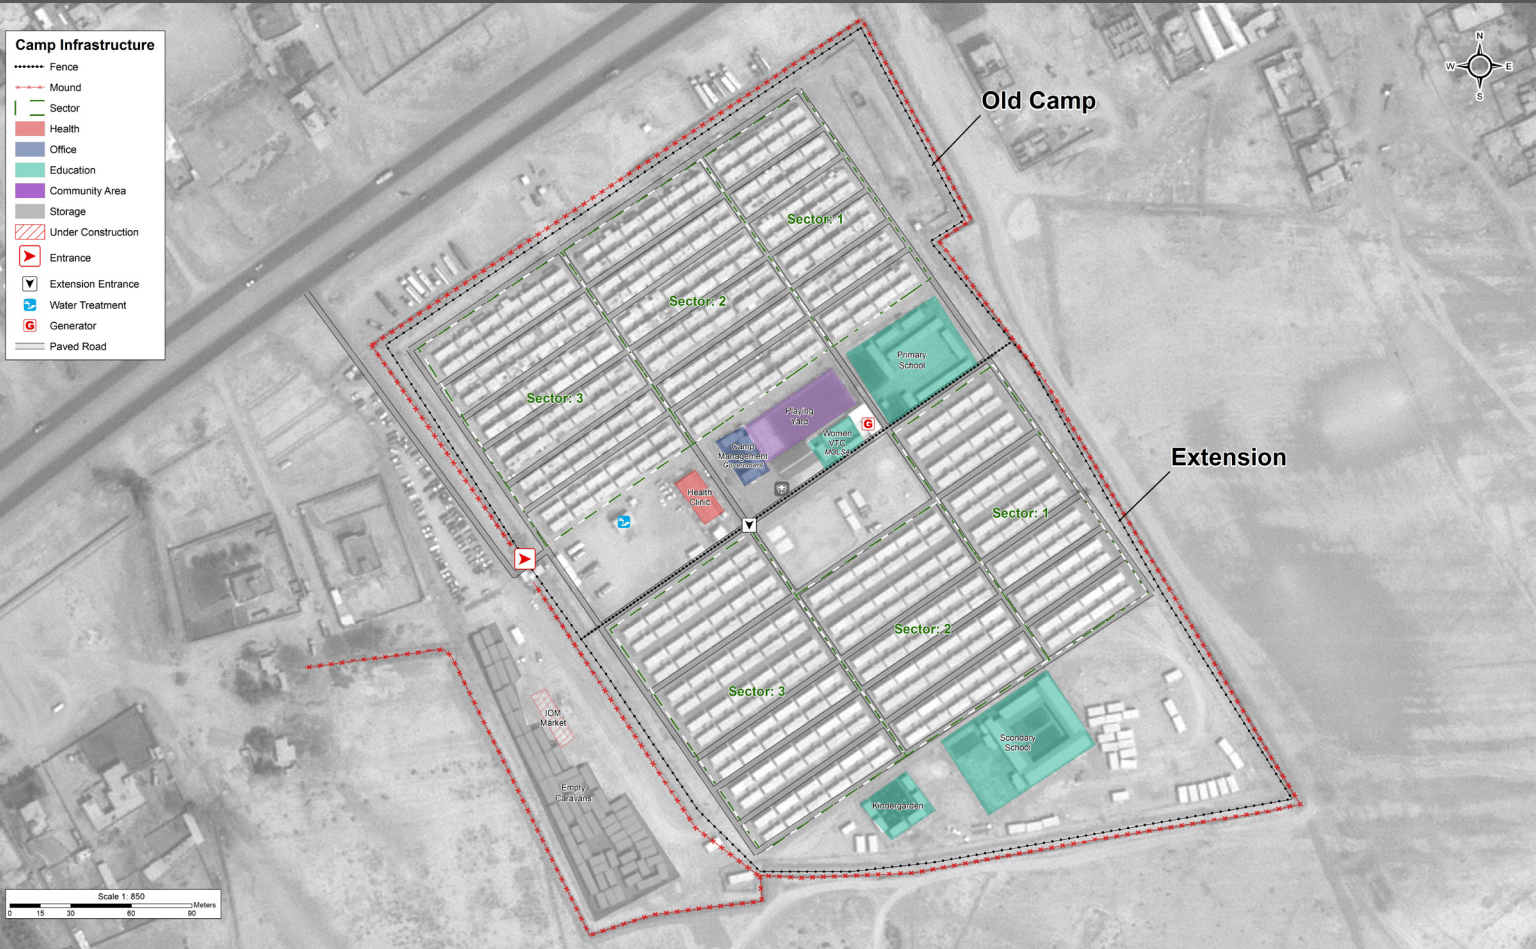 Camp Infrastructure
Fence
Mound
Sector
Health
Office
Education
Community Area
Storage
Under Construction
Entrance
Extension Entrance
Water Treatment
G
Generator
Paved Road
N
W
E
S
Old Camp
Sector: 1
Sector: 2
Sector: 3
Primary
School
Playing
Yard
G
Women
VTC
MOLSA
Camp
Management
Government
Health
Clinic
Extension
Sector: 1
Sector: 2
Sector: 3
IOM
Market
Scondary
School
Empty
Caravans
Kindergarden
Scale 1: 850
Meters
0 15 30 60 90